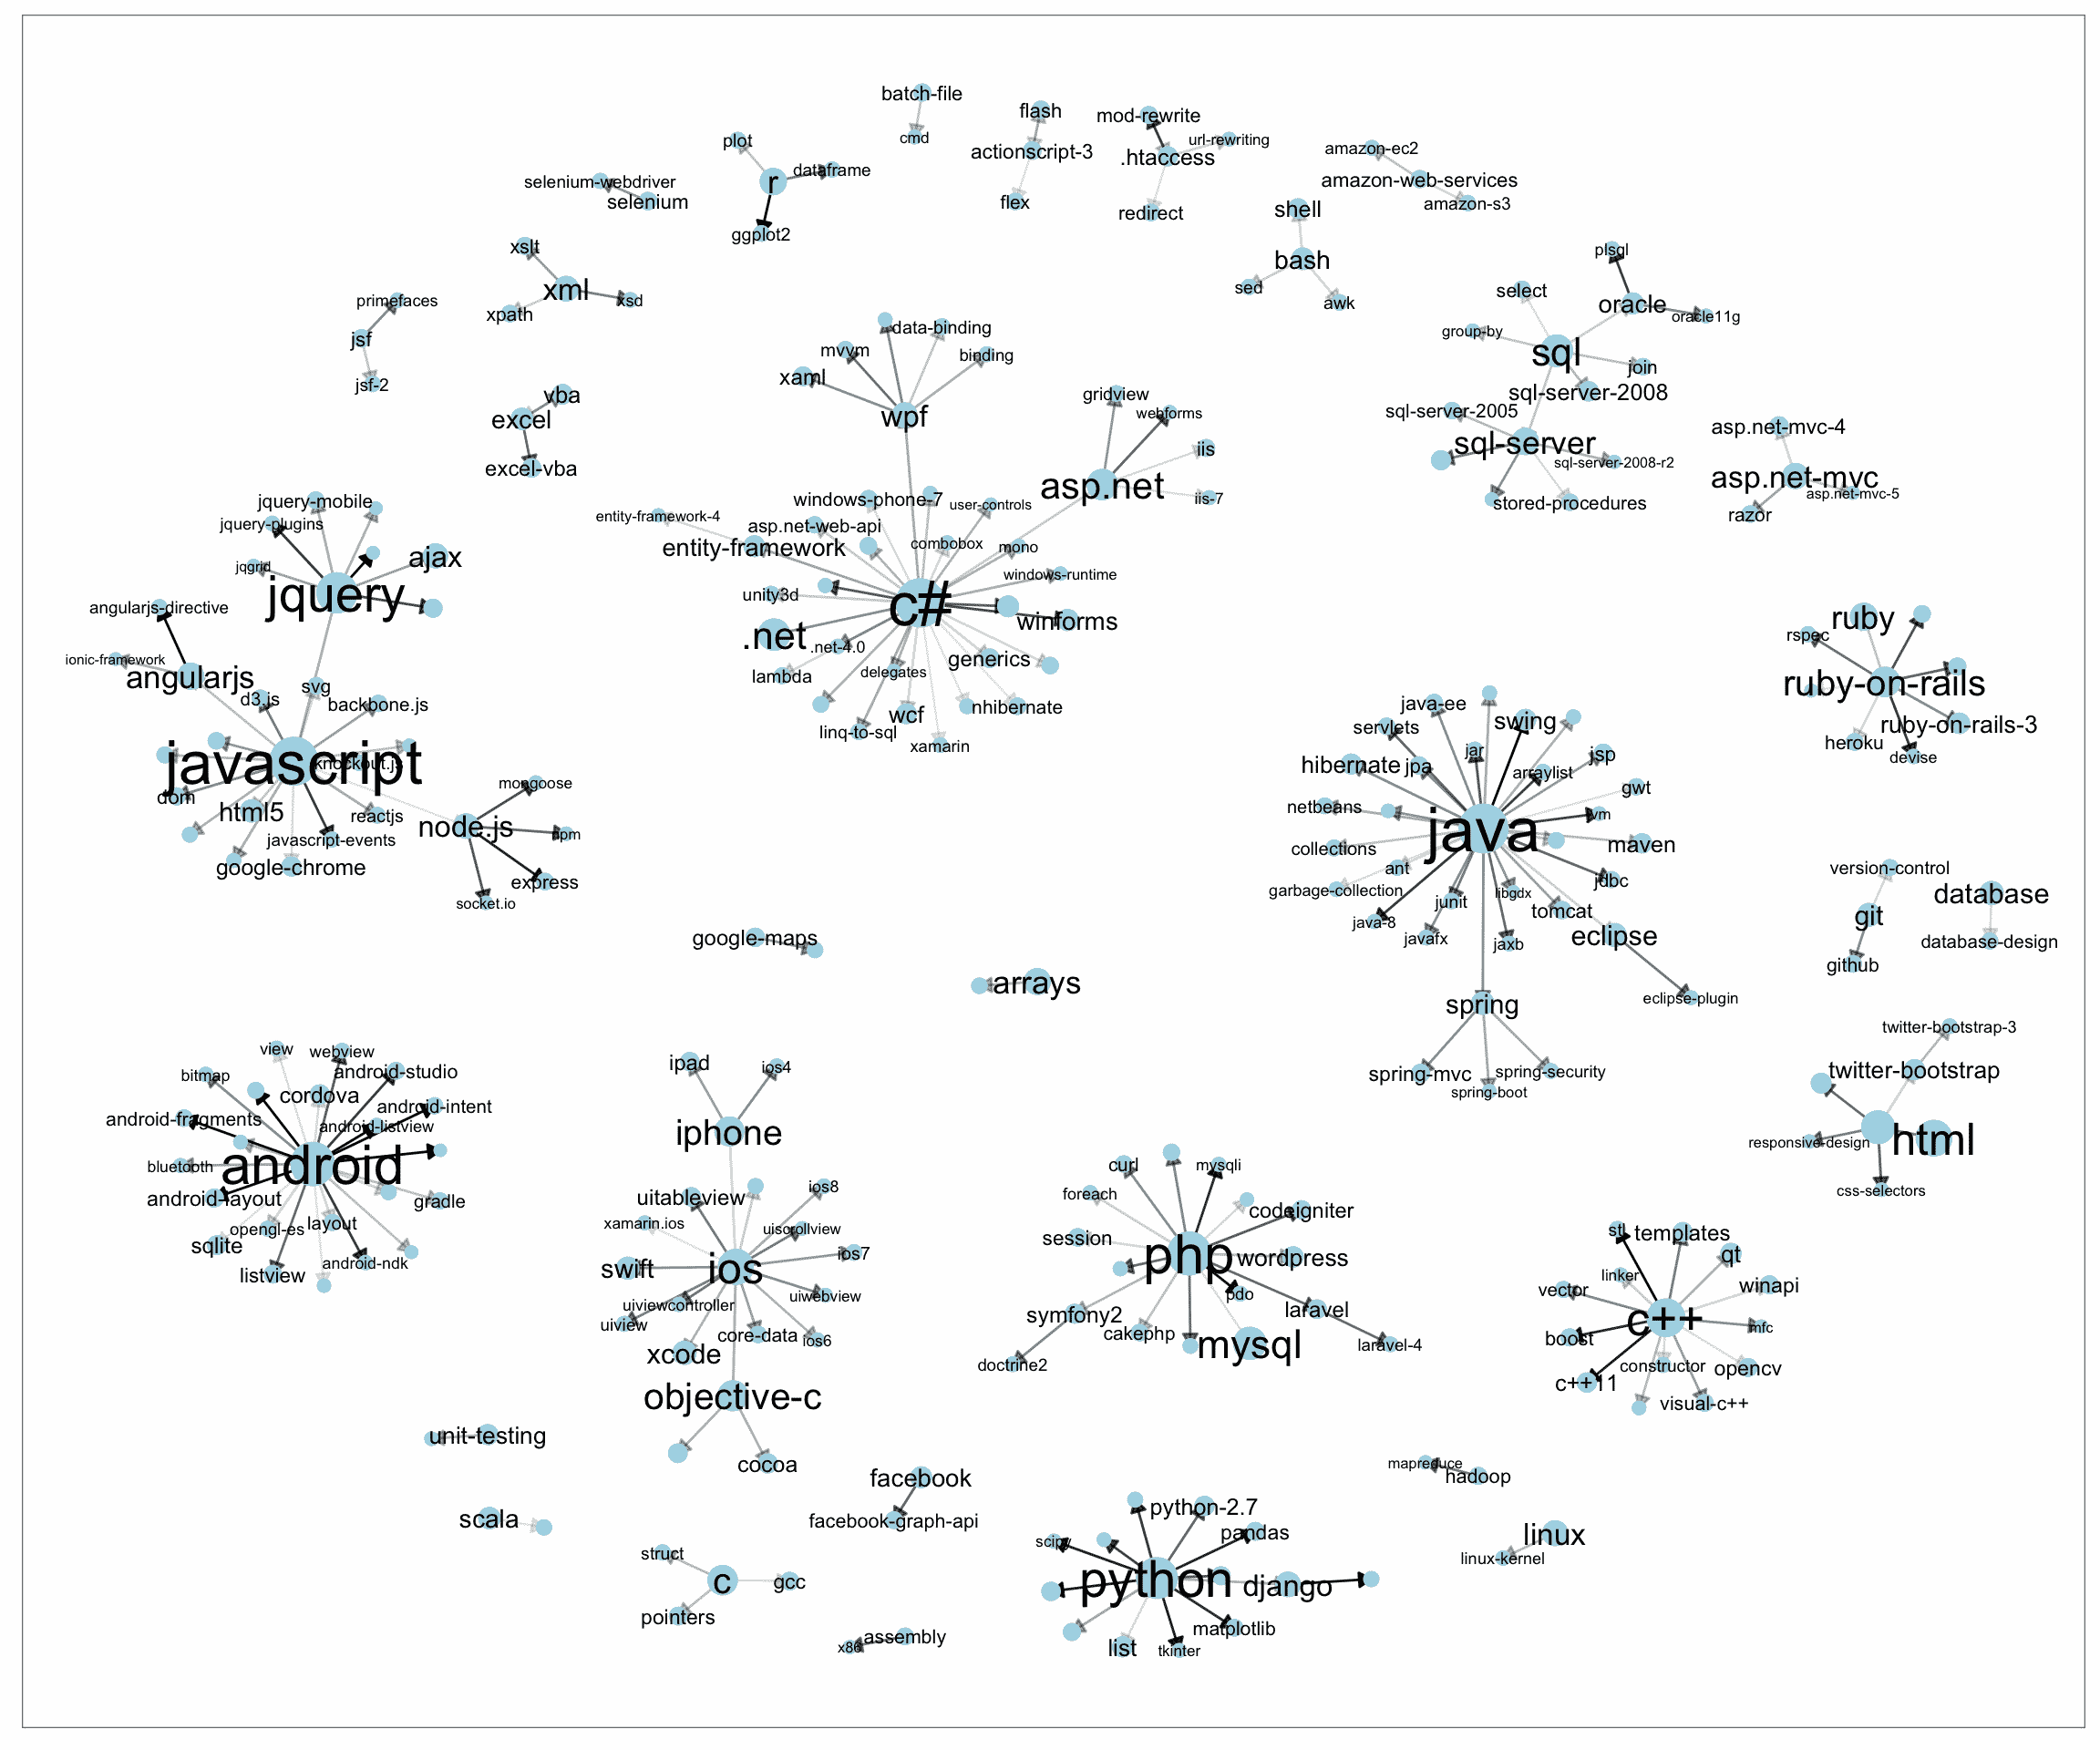 batch-file
cmd
flash
actionscript-3
flex
mod-rewrite
url-rewriting
.htaccess
redirect
plot
dataframe
r
ggplot2
selenium-webdriver
selenium
amazon-ec2
amazon-web-services
amazon-s3
shell
bash
sed
awk
xslt
xml
xsd
xpath
primefaces
jsf
jsf-2
vba
excel
excel-vba
plsql
oracle
oracle11g
select
group-by
sql
join
sql-server-2008
sql-server-2005
sql-server
sql-server-2008-r2
stored-procedures
asp.net-mvc-4
asp.net-mvc
asp.net-mvc-5
razor
data-binding
mvvm
binding
xaml
wpf
gridview
webforms
iis
asp.net
iis-7
windows-phone-7
user-controls
entity-framework-4
asp.net-web-api
entity-framework
combobox
mono
windows-runtime
unity3d
c#
winforms
.net
.net-4.0
generics
lambda
delegates
nhibernate
wcf
linq-to-sql
xamarin
jquery-mobile
jquery-plugins
ajax
jqgrid
jquery
angularjs-directive
ionic-framework
angularjs
svg
d3.js
backbone.js
javascript
knockout.js
dom
html5
reactjs
javascript-events
google-chrome
mongoose
node.js
npm
express
socket.io
ruby
rspec
ruby-on-rails
ruby-on-rails-3
heroku
devise
java-ee
servlets
swing
jar
jsp
hibernate
jpa
arraylist
gwt
netbeans
jvm
java
collections
maven
ant
garbage-collection
jdbc
junit
libgdx
java-8
tomcat
javafx
jaxb
eclipse
eclipse-plugin
spring
spring-mvc
spring-security
spring-boot
version-control
git
github
database
database-design
google-maps
arrays
twitter-bootstrap-3
twitter-bootstrap
html
responsive-design
css-selectors
view
webview
bitmap
android-studio
cordova
android-intent
android-fragments
android-listview
bluetooth
android
android-layout
gradle
opengl-es
layout
sqlite
listview
android-ndk
ipad
ios4
iphone
uitableview
ios8
xamarin.ios
uiscrollview
ios7
swift
ios
uiwebview
uiviewcontroller
uiview
core-data
ios6
xcode
objective-c
cocoa
curl
mysqli
foreach
codeigniter
session
php
wordpress
pdo
symfony2
laravel
cakephp
mysql
laravel-4
doctrine2
stl
templates
qt
linker
winapi
vector
c++
mfc
boost
constructor
opencv
c++11
visual-c++
unit-testing
scala
facebook
facebook-graph-api
struct
c
gcc
pointers
x86
assembly
mapreduce
hadoop
linux
linux-kernel
python-2.7
scipy
pandas
python
django
matplotlib
list
tkinter